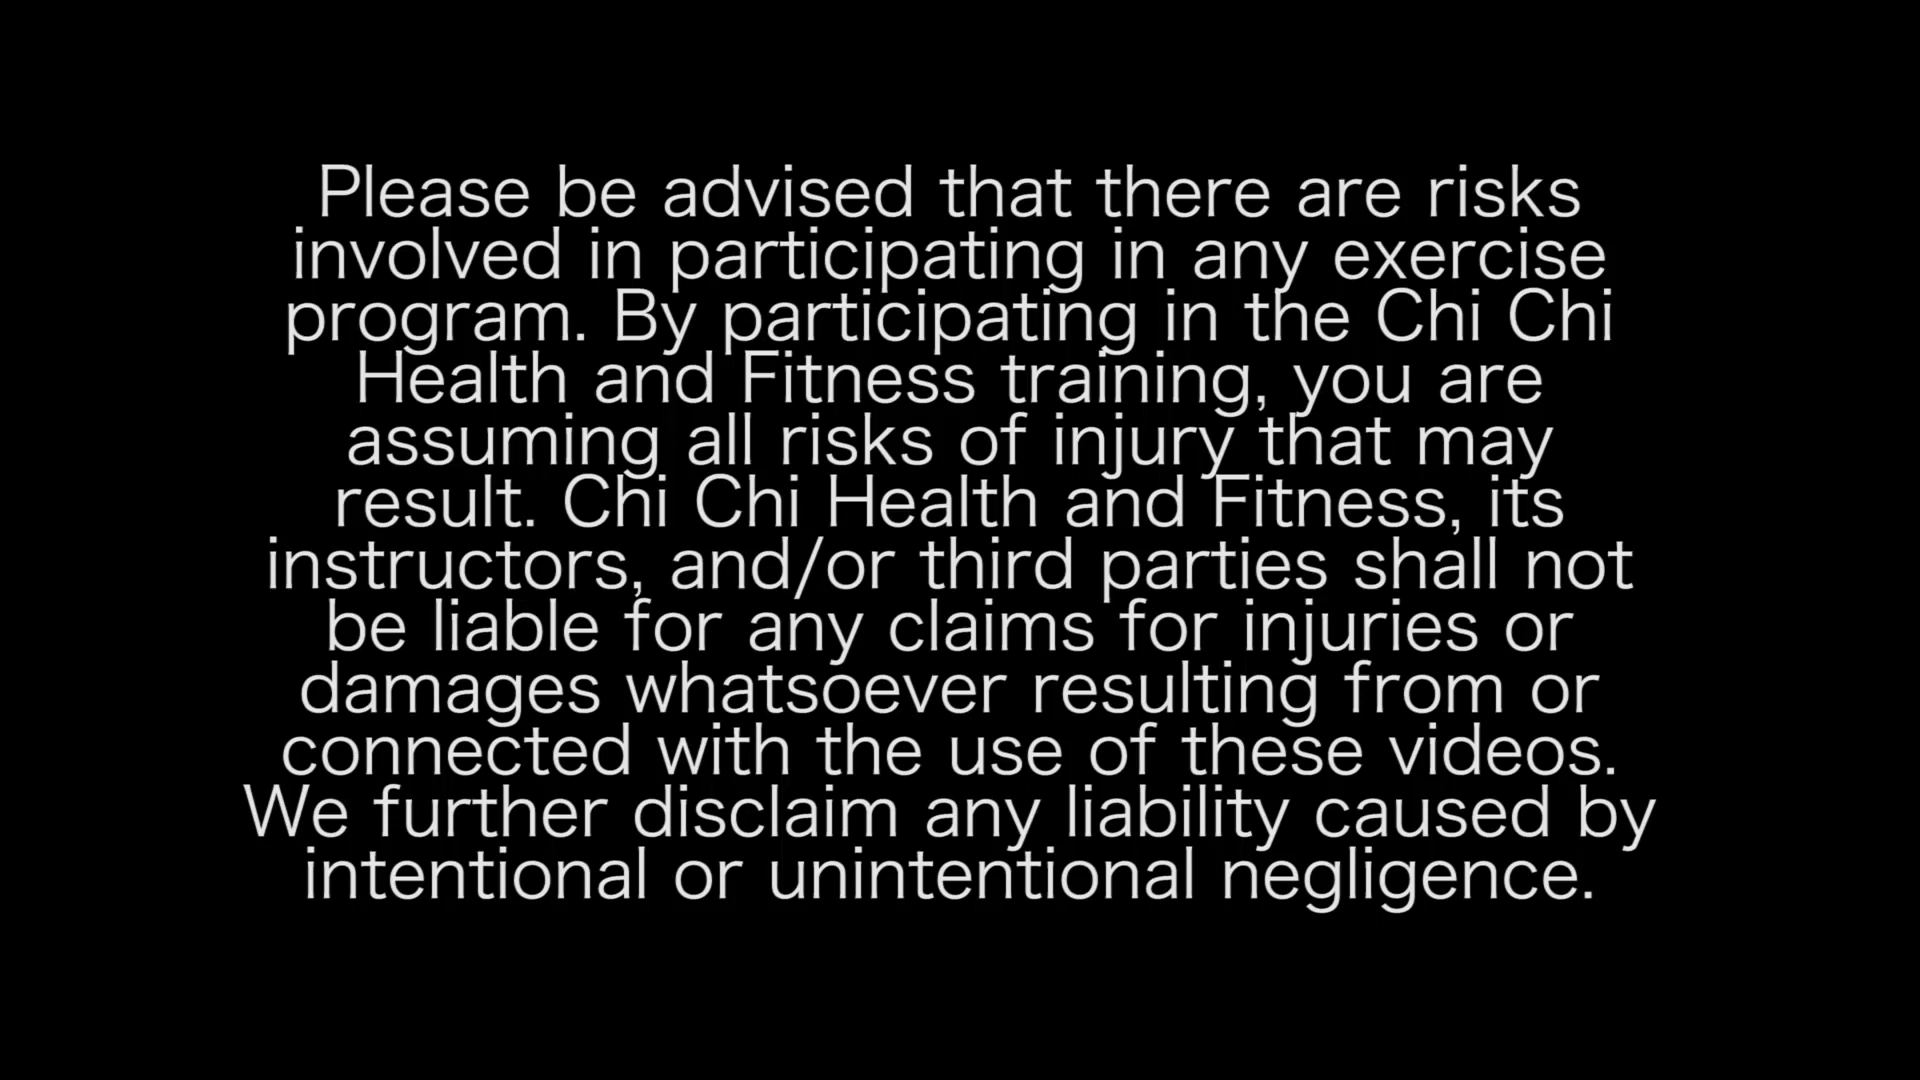 Please be advised that there are risks
involved in participating in any exercise
program. By participating in the Chi Chi
Health and Fitness training, you are
assuming all risks of injury that may
result. Chi Chi Health and Fitness, its
instructors, and/or third parties shall not
be liable for any claims for injuries or
damages whatsoever resulting from or
connected with the use of these videos.
We further disclaim any liability caused by
intentional or unintentional negligence.